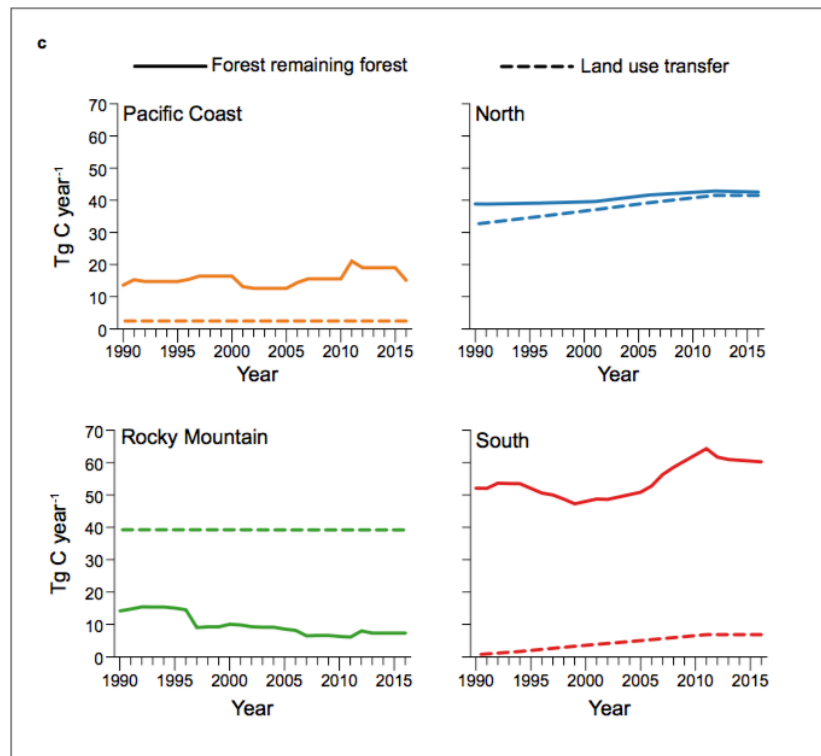 c
Forest remaining forest
Land use transfer
Pacific Coast
North
70
60
50
40
30
20
10
0
Tg C year-1
1990 1995 2000 2005 2010 2015
Year
1990 1995 2000 2005 2010 2015
Year
Rocky Mountain
South
70
60
50
40
30
20
10
0
Tg C year-1
1990 1995 2000 2005 2010 2015
Year
1990 1995 2000 2005 2010 2015
Year